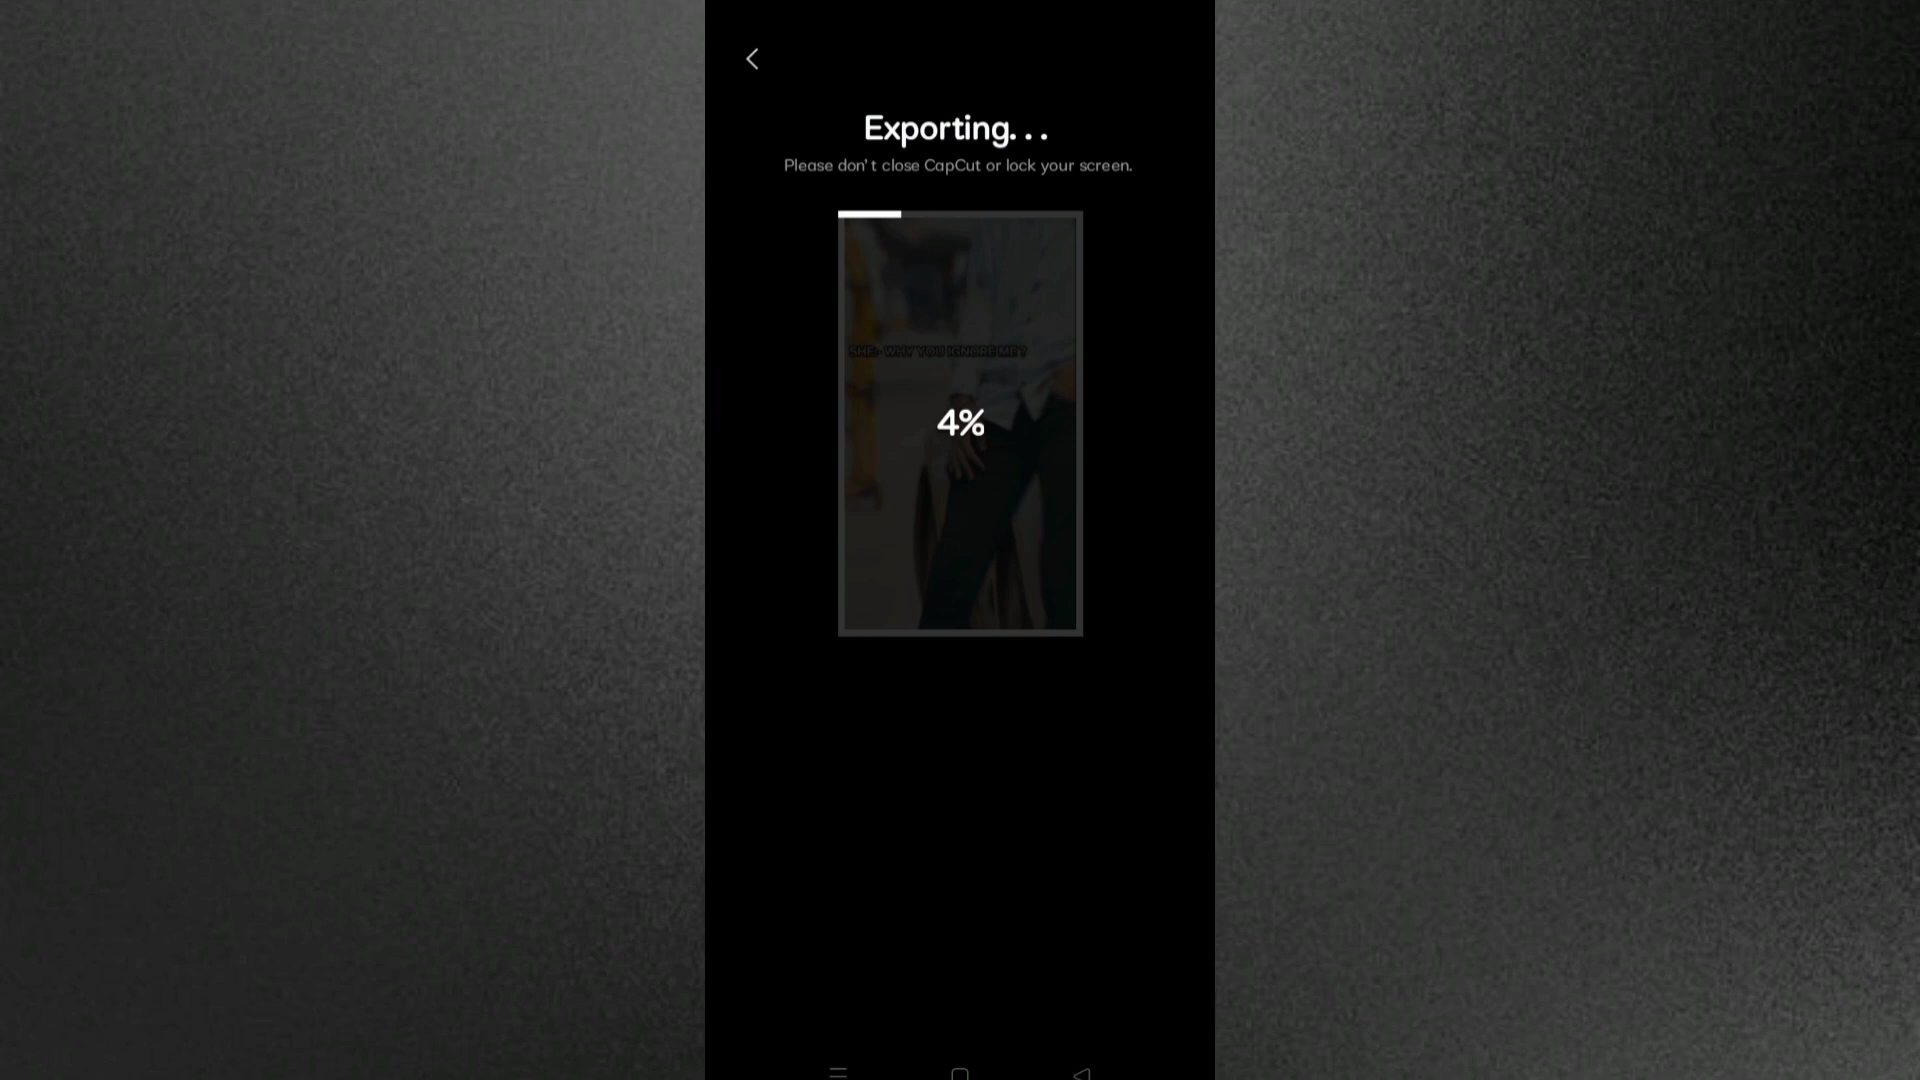 Exporting...
Please don't close CapCut or lock your screen.
SHE:- WHY YOU IGNORE ME ?
4%